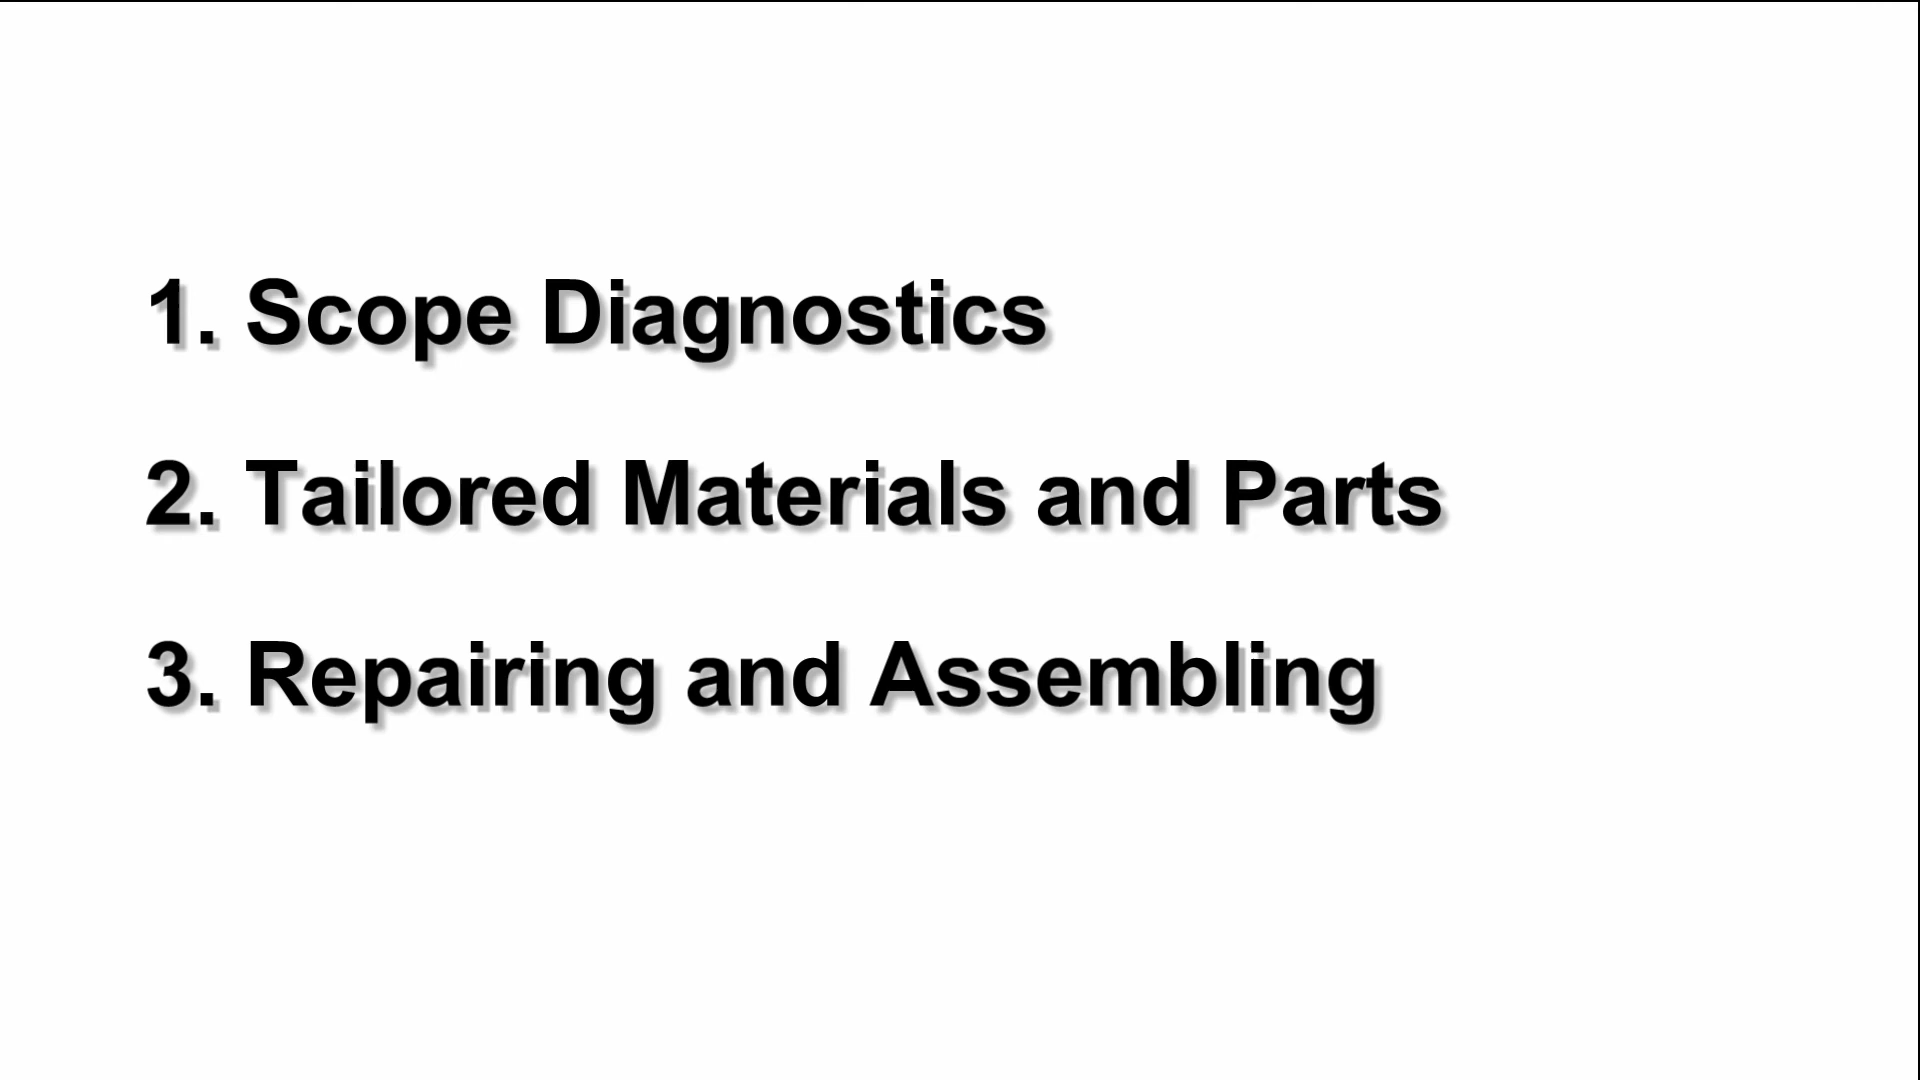 1. Scope Diagnostics
2. Tailored Materials and Parts
3. Repairing and Assembling